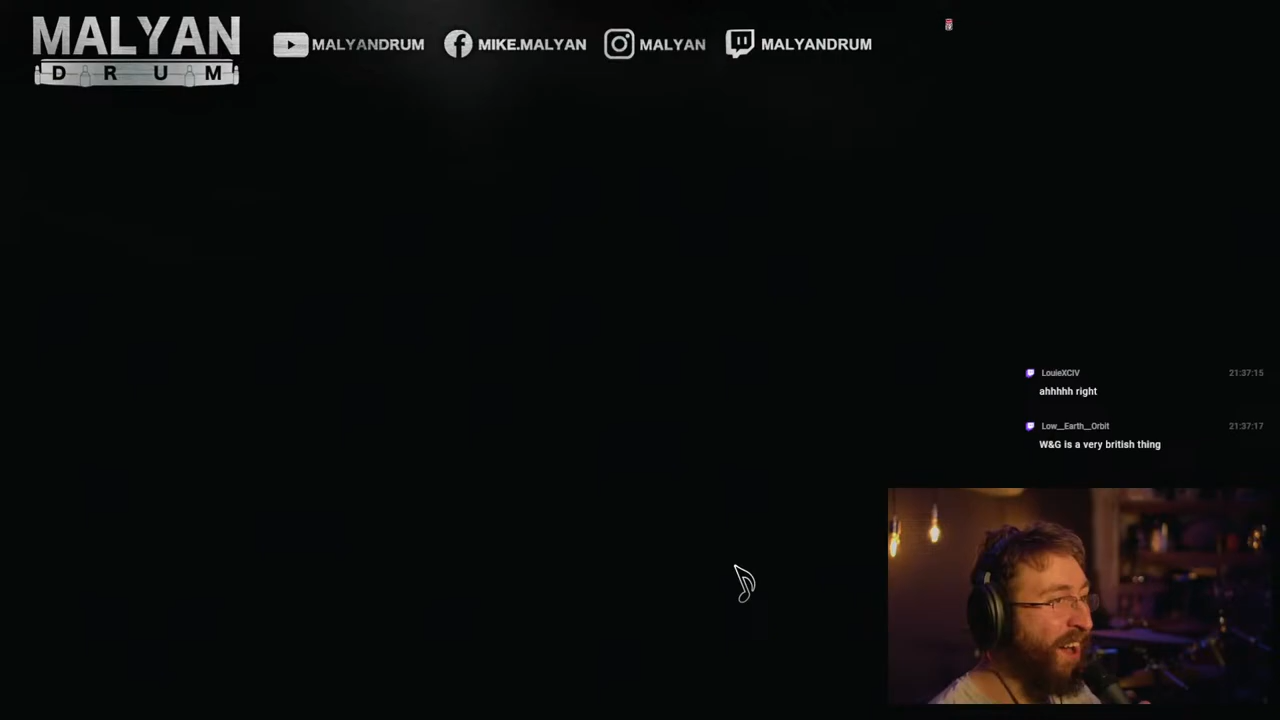 MALYAN
DRUM
MALYANDRUM
MIKE.MALYAN
MALYAN
MALYANDRUM
LouieXCIV 21:37:15
ahhhhh right
Low__Earth__Orbit 21:37:17
W&G is a very british thing